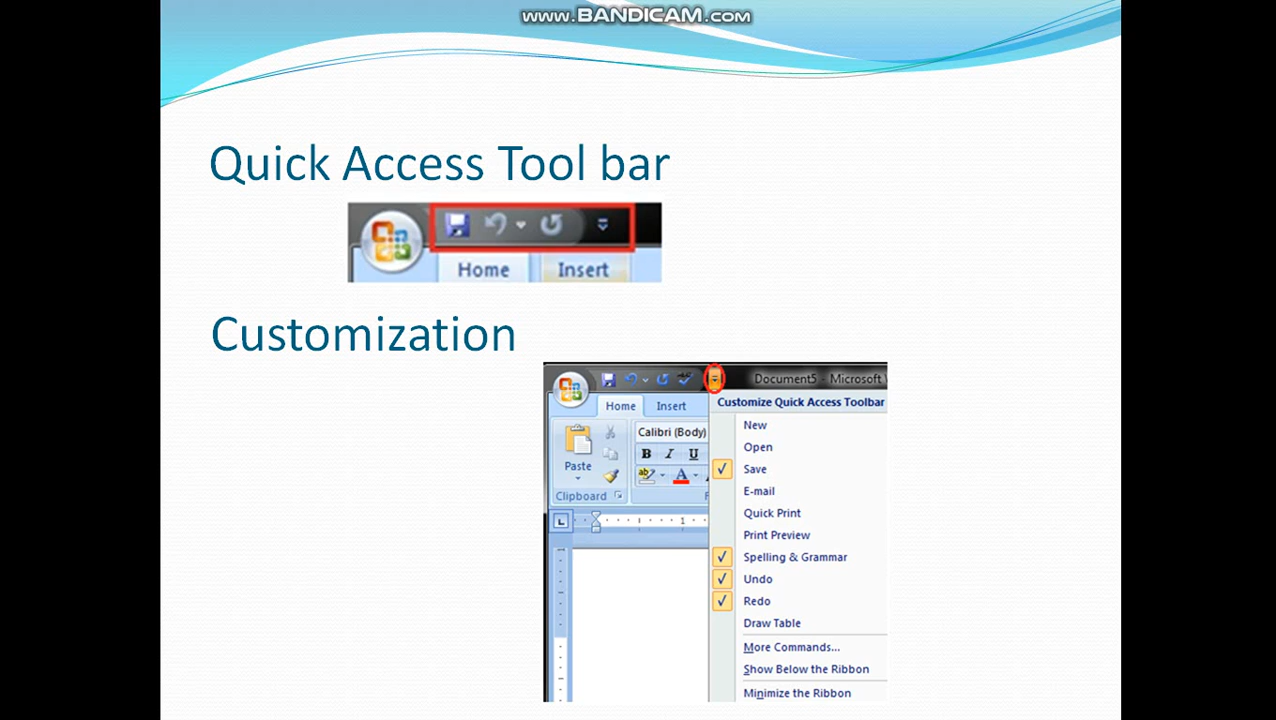 www.BANDICAM.com
Quick Access Tool bar
Home Insert
Customization
Document5 - Microsoft
Customize Quick Access Toolbar
Home Insert
New
Calibri (Body)
Open
B I U
Paste
Save
Clipboard
E-mail
Quick Print
1
Print Preview
Spelling & Grammar
Undo
Redo
Draw Table
More Commands...
Show Below the Ribbon
Minimize the Ribbon